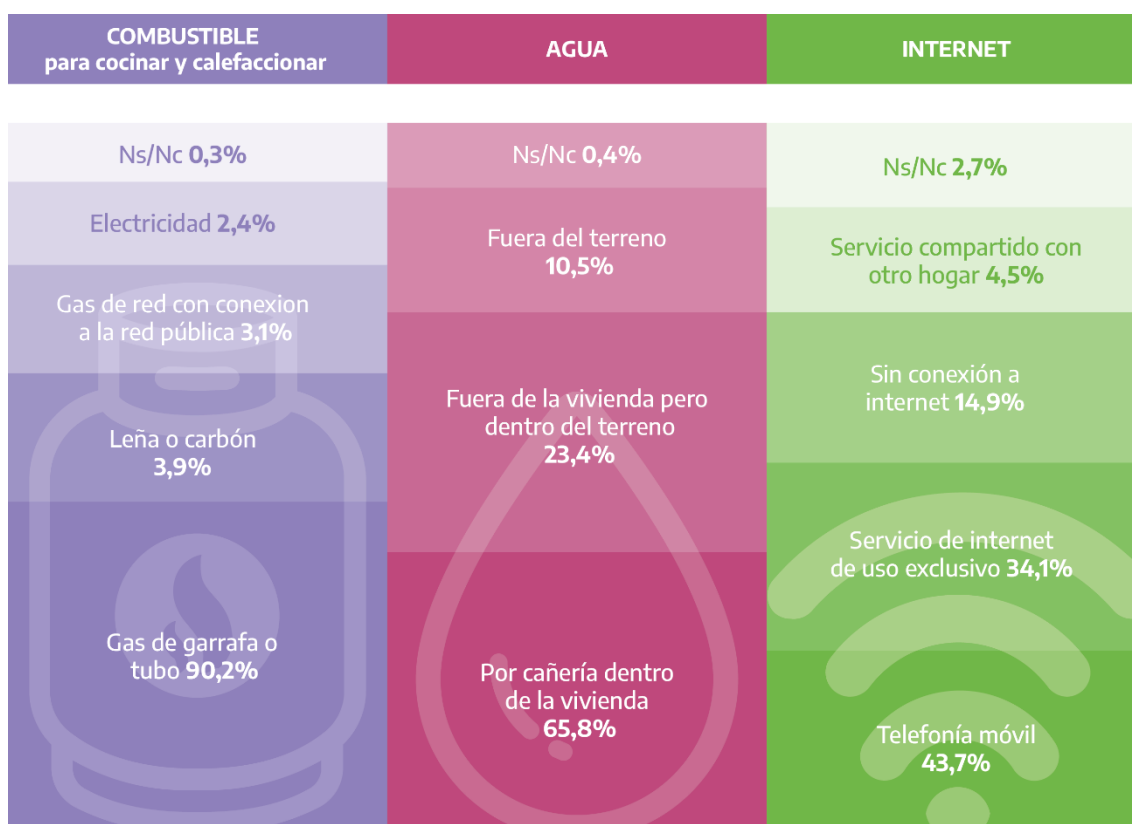 COMBUSTIBLE
para cocinar y calefaccionar
Ns/Nc 0,3%
Electricidad 2,4%
Gas de red con conexion
a la red pública 3,1%
Leña o carbón
3,9%
Gas de garrafa o
tubo 90,2%
AGUA
Ns/Nc 0,4%
Fuera del terreno
10,5%
Fuera de la vivienda pero
dentro del terreno
23,4%
Por cañería dentro
de la vivienda
65,8%
INTERNET
Ns/Nc 2,7%
Servicio compartido con
otro hogar 4,5%
Sin conexión a
internet 14,9%
Servicio de internet
de uso exclusivo 34,1%
Telefonía móvil
43,7%